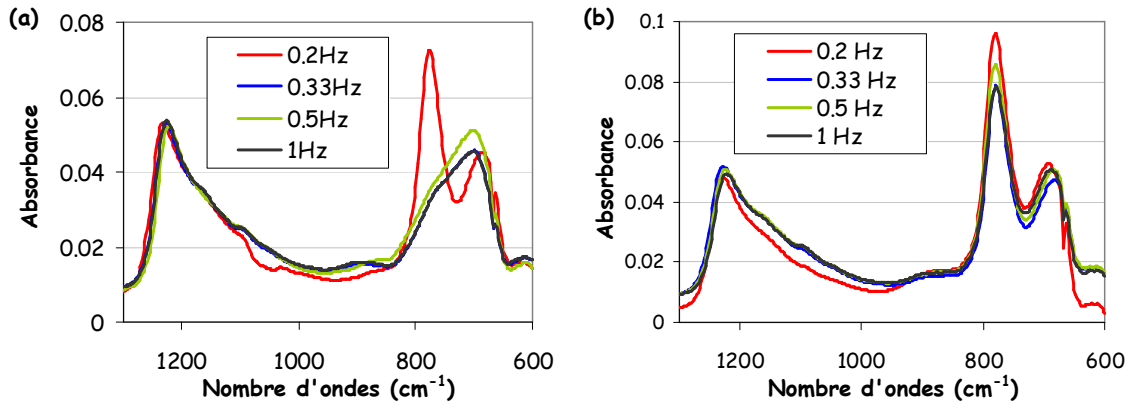 (a)
0.08
0.06
0.04
0.02
0
Absorbance
0.2Hz
0.33Hz
0.5Hz
1Hz
1200
1000
800
600
Nombre d'ondes (cm-1)
(b)
0.1
0.08
0.06
0.04
0.02
0
Absorbance
0.2 Hz
0.33 Hz
0.5 Hz
1 Hz
1200
1000
800
600
Nombre d'ondes (cm-1)